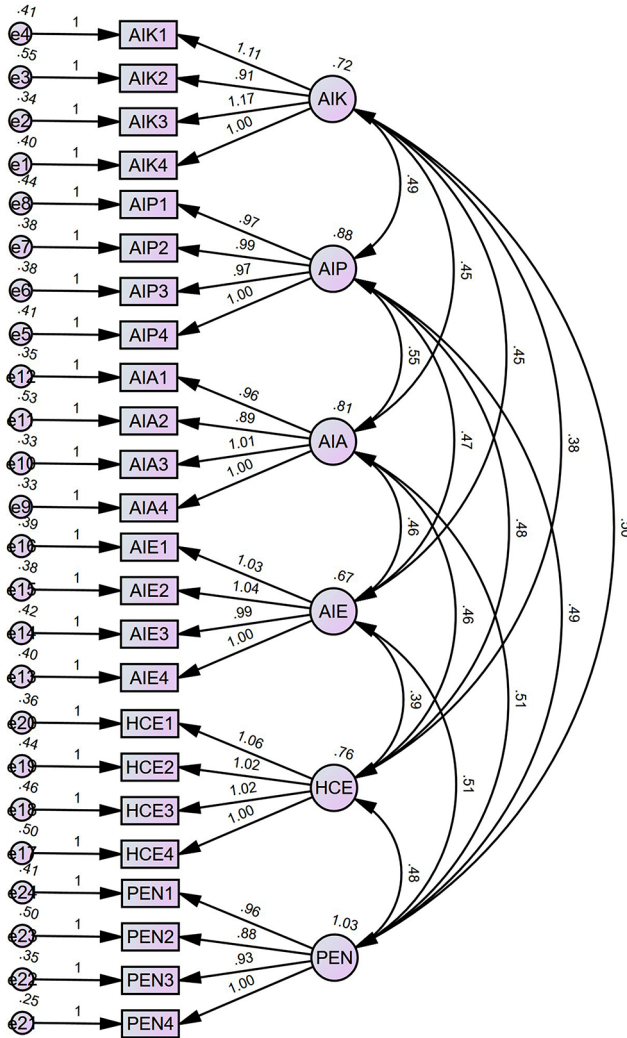 .41
e4 1 AIK1
.55
e3 1 AIK2
.34
e2 1 AIK3
.40
e1 1 AIK4
1.11
.91
1.17
1.00
.72
AIK
.44
e8 1 AIP1
.38
e7 1 AIP2
.38
e6 1 AIP3
.41
e5 1 AIP4
.97
.99
.97
1.00
.88
AIP
.35
e12 1 AIA1
.53
e11 1 AIA2
.33
e10 1 AIA3
.33
e9 1 AIA4
.96
.89
1.01
1.00
.81
AIA
.39
e16 1 AIE1
.38
e15 1 AIE2
.42
e14 1 AIE3
.40
e13 1 AIE4
1.03
1.04
.99
1.00
.67
AIE
.36
e20 1 HCE1
.44
e19 1 HCE2
.46
e18 1 HCE3
.50
e17 1 HCE4
1.06
1.02
1.02
1.00
.76
HCE
.41
e24 1 PEN1
.50
e23 1 PEN2
.35
e22 1 PEN3
.25
e21 1 PEN4
.96
.88
.93
1.00
1.03
PEN
.49
.45
.45
.38
.55
.47
.48
.49
.46
.46
.51
.39
.51
.48